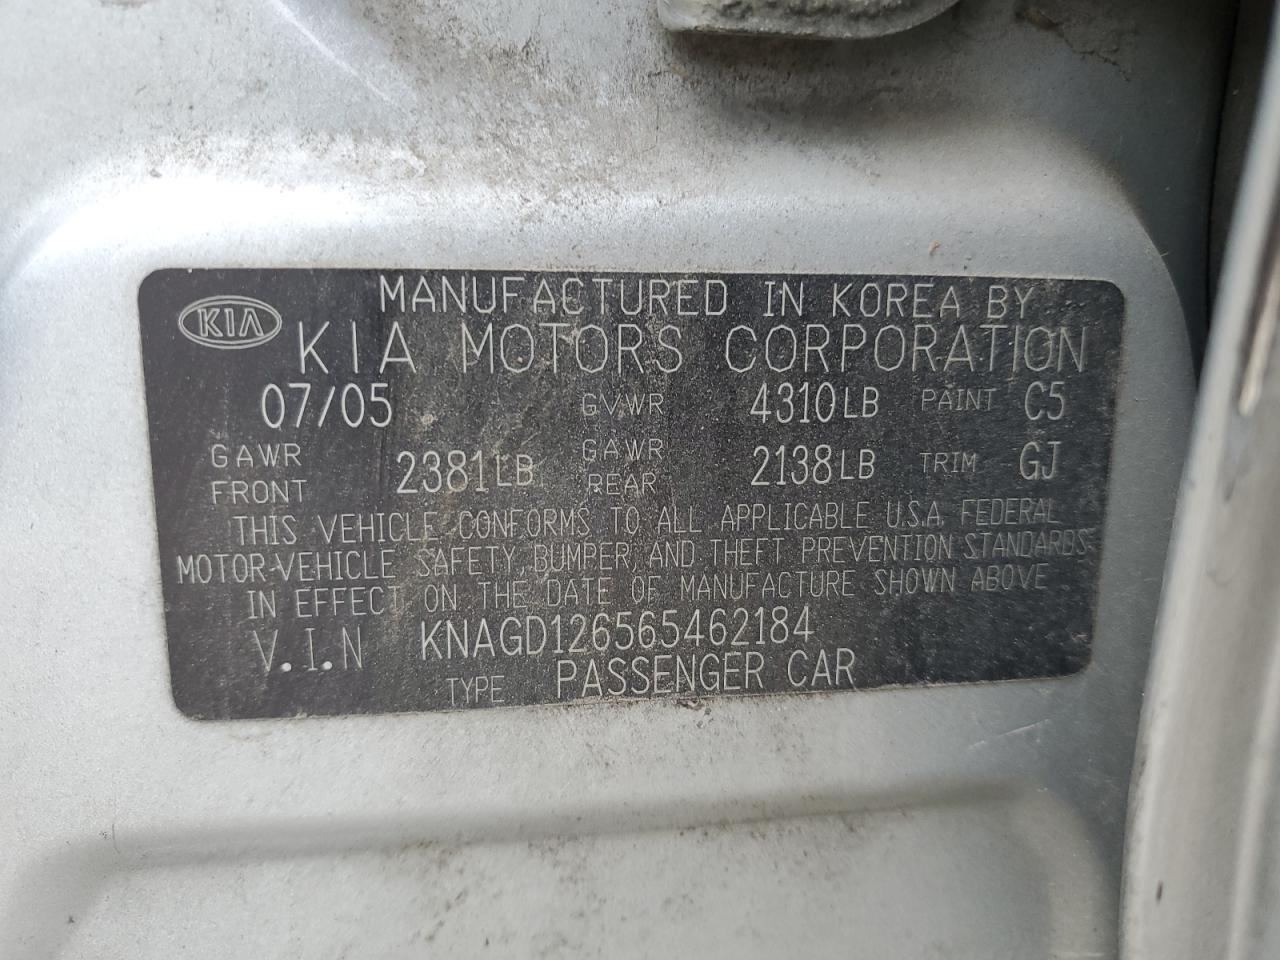 MANUFACTURED IN KOREA BY
KIA KIA MOTORS CORPORATION
07/05 GVWR 4310LB PAINT C5
GAWR FRONT 2381LB GAWR REAR 2138LB TRIM GJ
THIS VEHICLE CONFORMS TO ALL APPLICABLE U.S.A. FEDERAL
MOTOR-VEHICLE SAFETY, BUMPER, AND THEFT PREVENTION STANDARDS
IN EFFECT ON THE DATE OF MANUFACTURE SHOWN ABOVE
V.I.N KNAGD126565462184
TYPE PASSENGER CAR